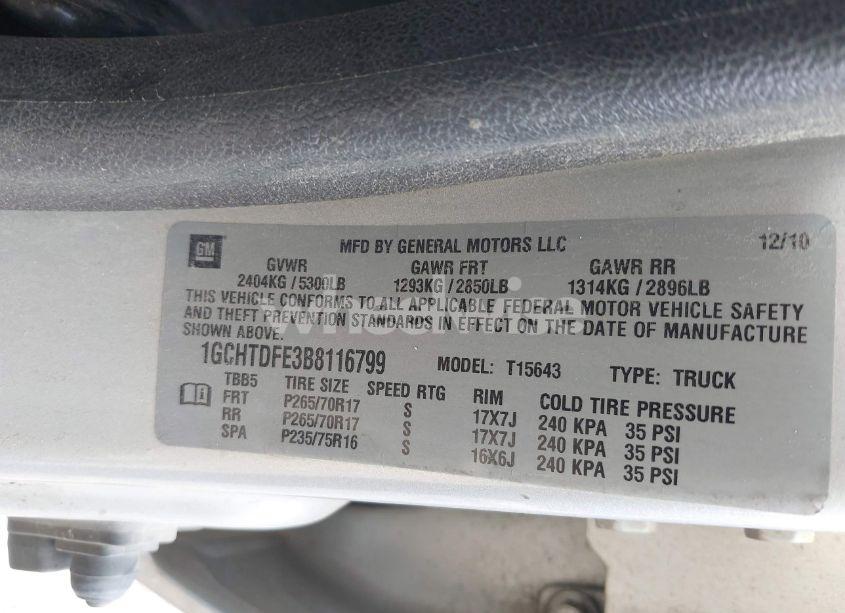 GM
MFD BY GENERAL MOTORS LLC 12/10
GVWR GAWR FRT GAWR RR
2404KG / 5300LB 1293KG / 2850LB 1314KG / 2896LB
THIS VEHICLE CONFORMS TO ALL APPLICABLE FEDERAL MOTOR VEHICLE SAFETY
AND THEFT PREVENTION STANDARDS IN EFFECT ON THE DATE OF MANUFACTURE
SHOWN ABOVE.
1GCHTDFE3B8116799 MODEL: T15643 TYPE: TRUCK
TBB5 TIRE SIZE SPEED RTG RIM COLD TIRE PRESSURE
FRT P265/70R17 S 17X7J 240 KPA 35 PSI
RR P265/70R17 S 17X7J 240 KPA 35 PSI
SPA P235/75R16 S 16X6J 240 KPA 35 PSI